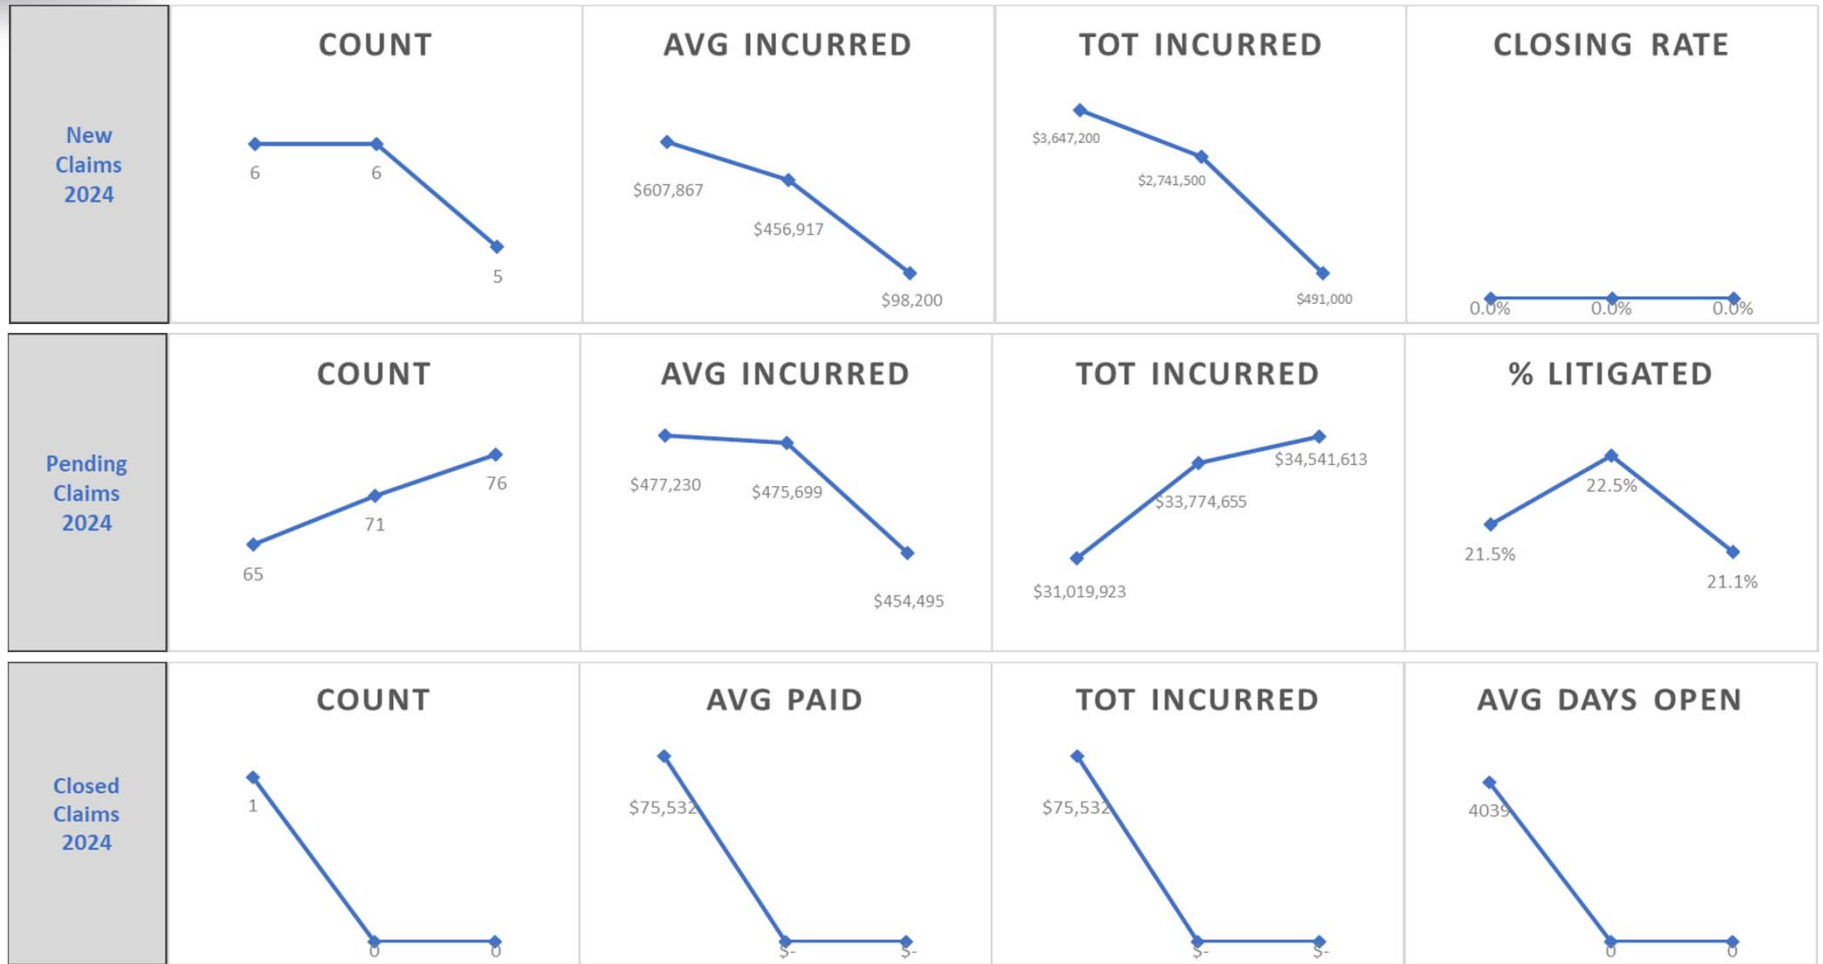 COUNT
AVG INCURRED
TOT INCURRED
CLOSING RATE
New
Claims
2024
6
6
5
$607,867
$456,917
$98,200
$3,647,200
$2,741,500
$491,000
0.0%
0.0%
0.0%
COUNT
AVG INCURRED
TOT INCURRED
% LITIGATED
Pending
Claims
2024
65
71
76
$477,230
$475,699
$454,495
$31,019,923
$33,774,655
$34,541,613
21.5%
22.5%
21.1%
COUNT
AVG PAID
TOT INCURRED
AVG DAYS OPEN
Closed
Claims
2024
1
0
0
$75,532
$-
$-
$75,532
$-
$-
4039
0
0